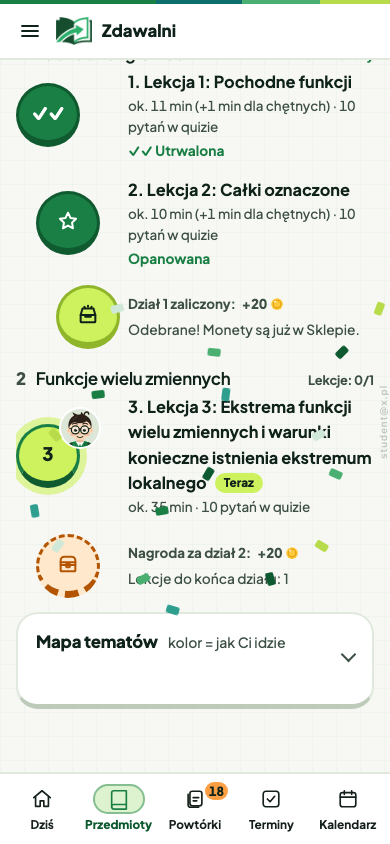 Zdawalni
1. Lekcja 1: Pochodne funkcji
ok. 11 min (+1 min dla chętnych) · 10
pytań w quizie
✓✓ Utrwalona
2. Lekcja 2: Całki oznaczone
ok. 10 min (+1 min dla chętnych) · 10
pytań w quizie
Opanowana
Dział 1 zaliczony: +20
Odebrane! Monety są już w Sklepie.
2 Funkcje wielu zmiennych
Lekcje: 0/1
3. Lekcja 3: Ekstrema funkcji
wielu zmiennych i warunki
konieczne istnienia ekstremum
lokalnego Teraz
3
ok. 35 min · 10 pytań w quizie
Nagroda za dział 2: +20
Lekcje do końca działu: 1
student@x.pl
Mapa tematów kolor = jak Ci idzie
18
Dziś Przedmioty Powtórki Terminy Kalendarz